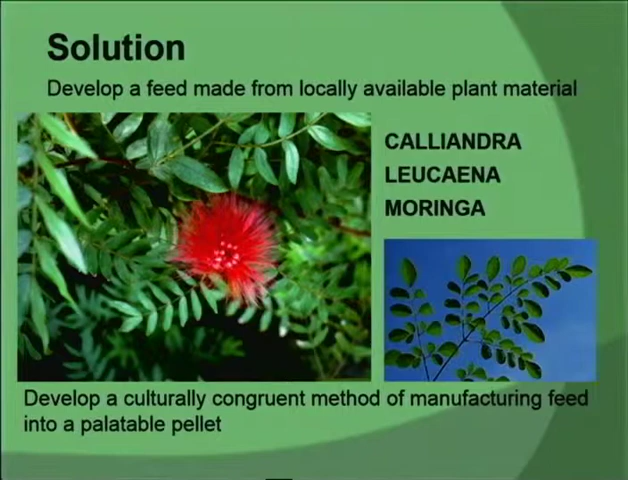 Solution
Develop a feed made from locally available plant material
CALLIANDRA
LEUCAENA
MORINGA
Develop a culturally congruent method of manufacturing feed
into a palatable pellet